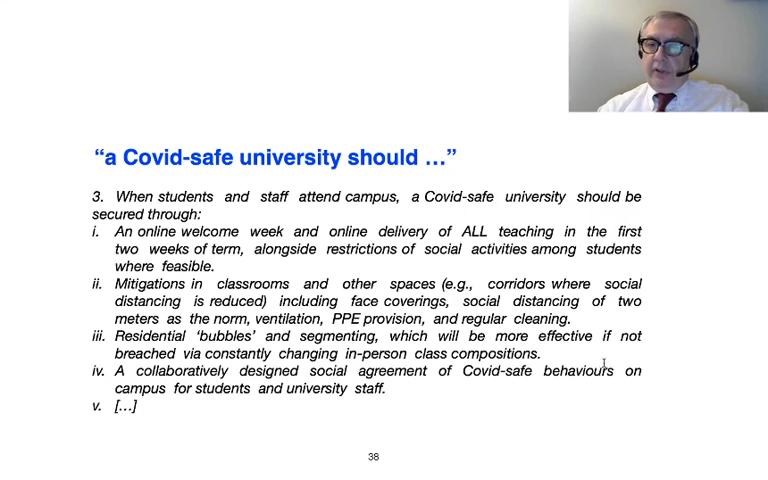 “a Covid-safe university should …”
3. When students and staff attend campus, a Covid-safe university should be
secured through:
i. An online welcome week and online delivery of ALL teaching in the first
two weeks of term, alongside restrictions of social activities among students
where feasible.
ii. Mitigations in classrooms and other spaces (e.g., corridors where social
distancing is reduced) including face coverings, social distancing of two
meters as the norm, ventilation, PPE provision, and regular cleaning.
iii. Residential ‘bubbles’ and segmenting, which will be more effective if not
breached via constantly changing in-person class compositions.
iv. A collaboratively designed social agreement of Covid-safe behaviours on
campus for students and university staff.
v. […]
38